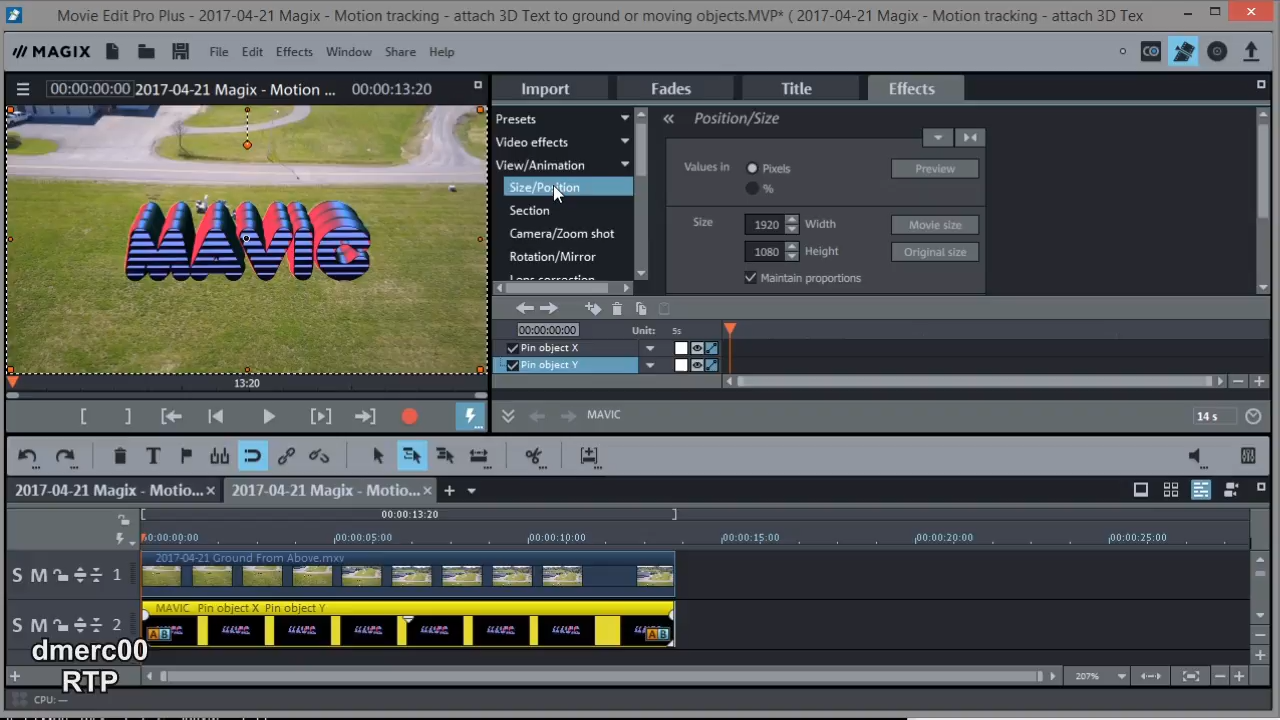 Movie Edit Pro Plus - 2017-04-21 Magix - Motion tracking - attach 3D Text to ground or moving objects.MVP* ( 2017-04-21 Magix - Motion tracking - attach 3D Tex
MAGIX File Edit Effects Window Share Help
00:00:00:00 2017-04-21 Magix - Motion ... 00:00:13:20
Import Fades Title Effects
Presets
Video effects
View/Animation
Size/Position
Section
Camera/Zoom shot
Rotation/Mirror
Lens correction
Position/Size
Values in Pixels Preview
%
Size 1920 Width Movie size
1080 Height Original size
Maintain proportions
MAVIC
00:00:00:00 Unit: 5s
Pin object X
Pin object Y
13:20
MAVIC 14 s
2017-04-21 Magix - Motio... × 2017-04-21 Magix - Motio... ×
00:00:13:20
00:00:05:00 00:00:10:00 00:00:15:00 00:00:20:00 00:00:25:00
2017-04-21 Ground From Above.mxv
S M 1
MAVIC Pin object X Pin object Y
S M 2
A B A B
dmerc00
RTP
207%
CPU: —